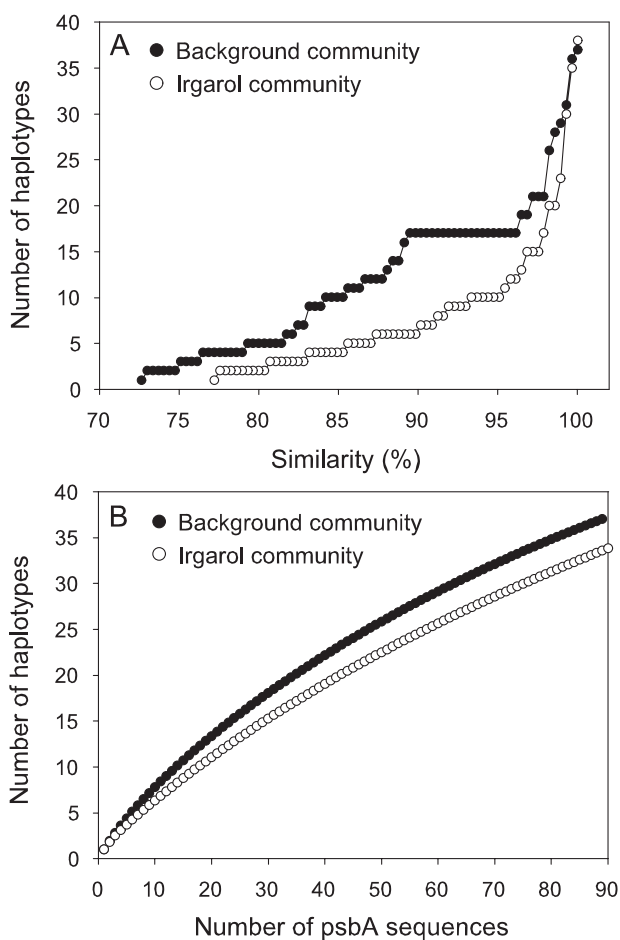 A
Background community
Irgarol community
Number of haplotypes
40
35
30
25
20
15
10
5
0
70 75 80 85 90 95 100
Similarity (%)
B
Background community
Irgarol community
Number of haplotypes
40
35
30
25
20
15
10
5
0
0 10 20 30 40 50 60 70 80 90
Number of psbA sequences